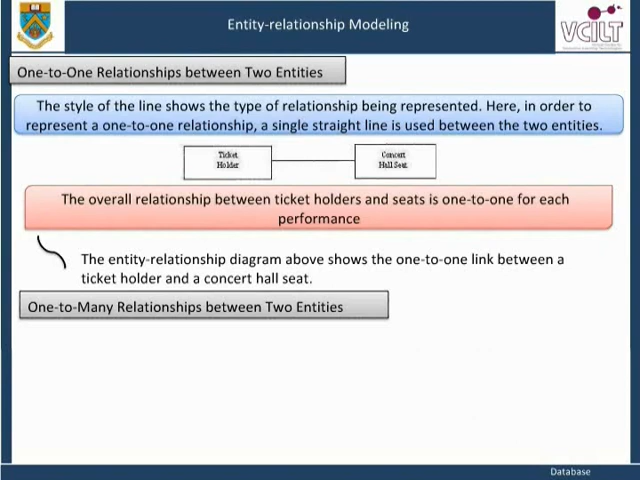 Entity-relationship Modeling
VCILT
One-to-One Relationships between Two Entities
The style of the line shows the type of relationship being represented. Here, in order to
represent a one-to-one relationship, a single straight line is used between the two entities.
Ticket
Holder
Concert
Hall Seat
The overall relationship between ticket holders and seats is one-to-one for each
performance
The entity-relationship diagram above shows the one-to-one link between a
ticket holder and a concert hall seat.
One-to-Many Relationships between Two Entities
Database